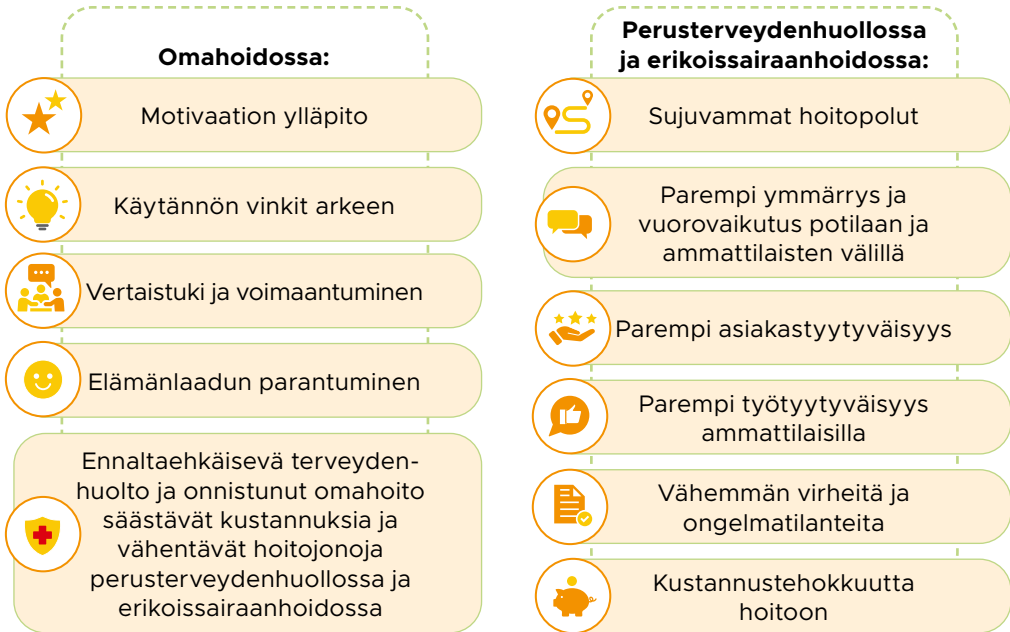 Omahoidossa:
Motivaation ylläpito
Käytännön vinkit arkeen
Vertaistuki ja voimaantuminen
Elämänlaadun parantuminen
Ennaltaehkäisevä terveyden-
huolto ja onnistunut omahoito
säästävät kustannuksia ja
vähentävät hoitojonoja
perusterveydenhuollossa ja
erikoissairaanhoidossa
Perusterveydenhuollossa
ja erikoissairaanhoidossa:
Sujuvammat hoitopolut
Parempi ymmärrys ja
vuorovaikutus potilaan ja
ammattilaisten välillä
Parempi asiakastyytyväisyys
Parempi työtyytyväisyys
ammattilaisilla
Vähemmän virheitä ja
ongelmatilanteita
Kustannustehokkuutta
hoitoon